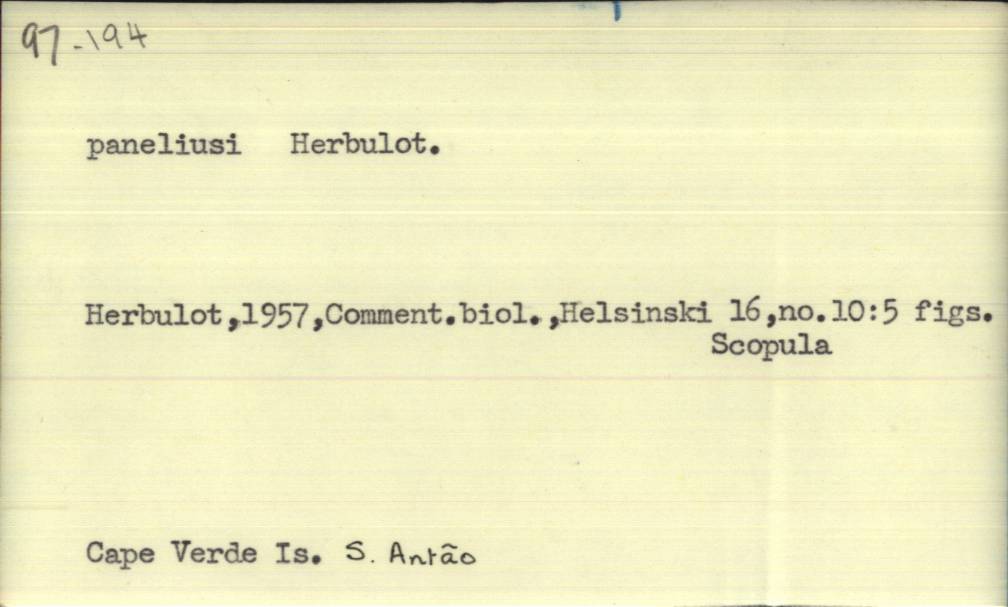 97-194
paneliusi Herbulot.
Herbulot,1957,Comment.biol.,Helsinski 16,no.10:5 figs.
Scopula
Cape Verde Is. S. Antão